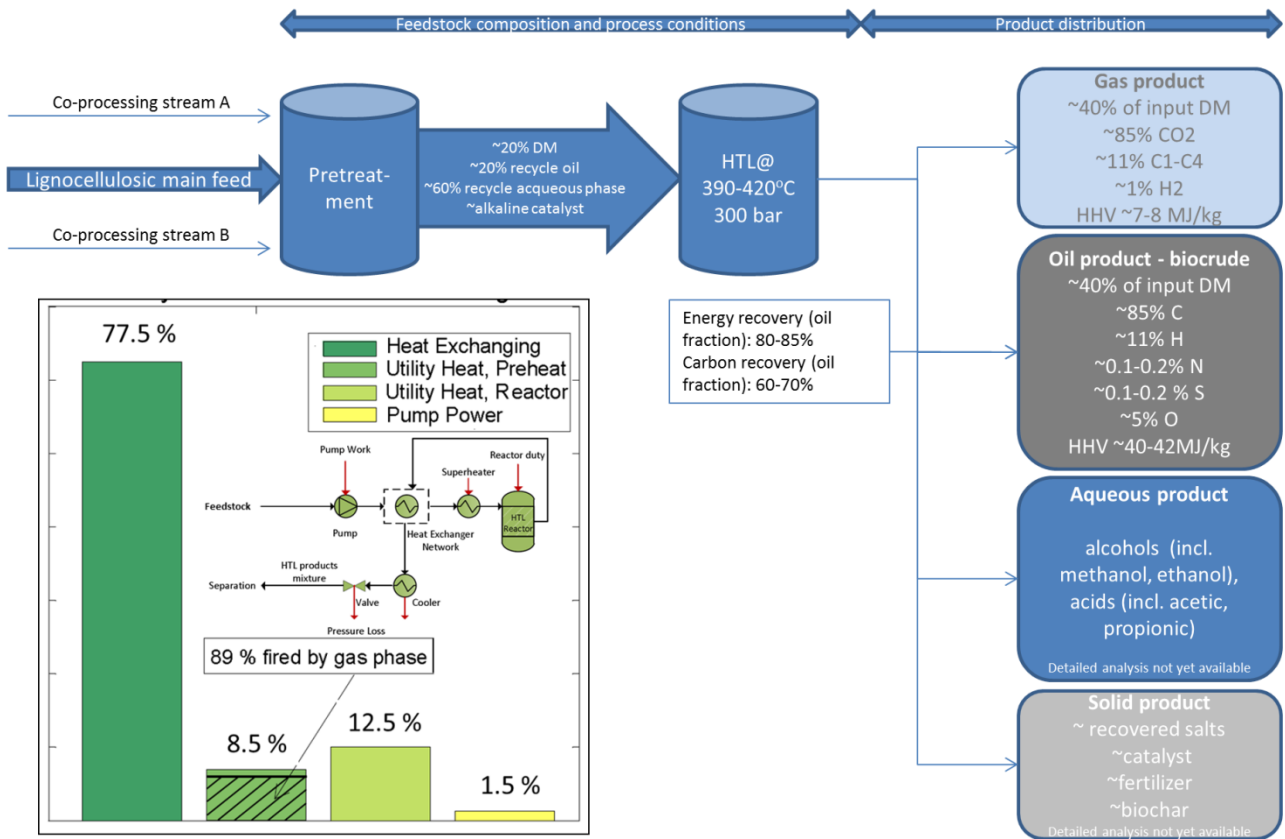 Feedstock composition and process conditions
Product distribution
Co-processing stream A
Lignocellulosic main feed
Co-processing stream B
Pretreat-
ment
~20% DM
~20% recycle oil
~60% recycle acqueous phase
~alkaline catalyst
HTL@
390-420°C
300 bar
Energy recovery (oil
fraction): 80-85%
Carbon recovery (oil
fraction): 60-70%
Gas product
~40% of input DM
~85% CO2
~11% C1-C4
~1% H2
HHV ~7-8 MJ/kg
Oil product - biocrude
~40% of input DM
~85% C
~11% H
~0.1-0.2% N
~0.1-0.2 % S
~5% O
HHV ~40-42MJ/kg
Aqueous product
alcohols (incl.
methanol, ethanol),
acids (incl. acetic,
propionic)
Detailed analysis not yet available
Solid product
~ recovered salts
~catalyst
~fertilizer
~biochar
Detailed analysis not yet available
77.5 %
Heat Exchanging
Utility Heat, Preheat
Utility Heat, Reactor
Pump Power
Pump Work
Superheater
Reactor duty
Feedstock
Pump
Heat Exchanger
Network
HTL
Reactor
HTL products
mixture
Separation
Valve
Cooler
Pressure Loss
89 % fired by gas phase
8.5 %
12.5 %
1.5 %